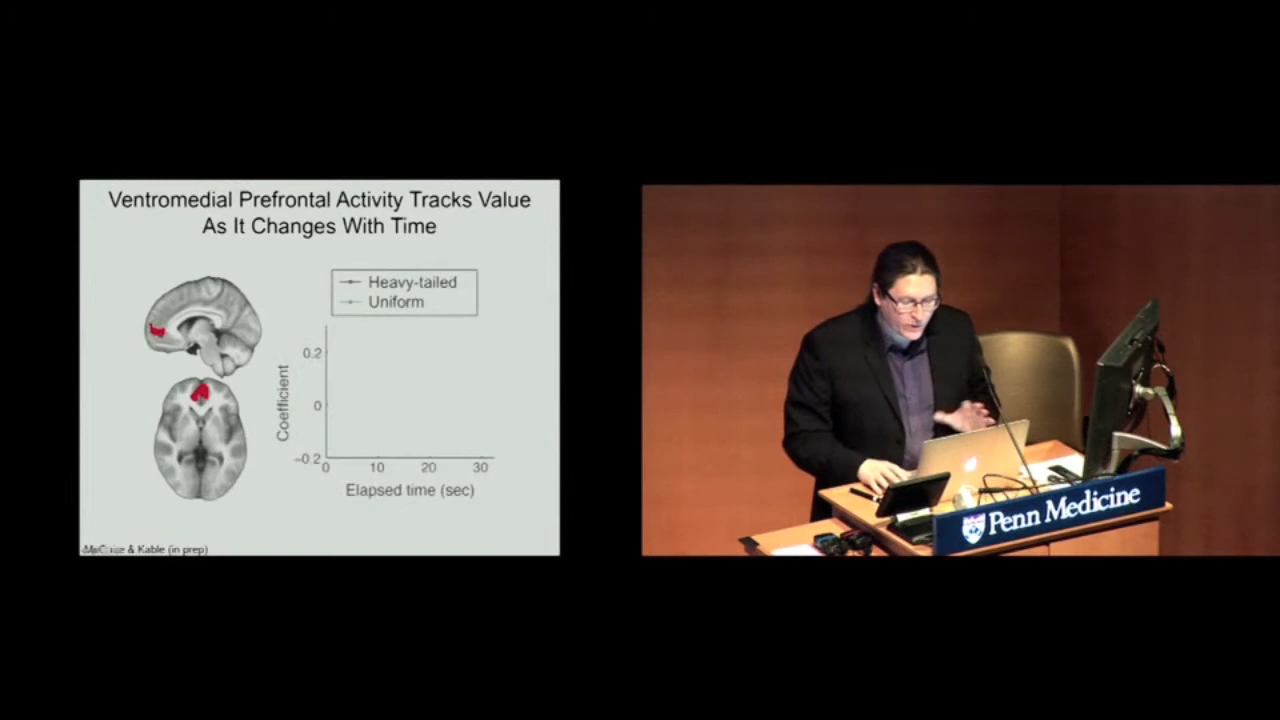 Ventromedial Prefrontal Activity Tracks Value
As It Changes With Time
Heavy-tailed
Uniform
0.2
0
−0.2
Coefficient
0 10 20 30
Elapsed time (sec)
& Kable (in prep)
Penn Medicine